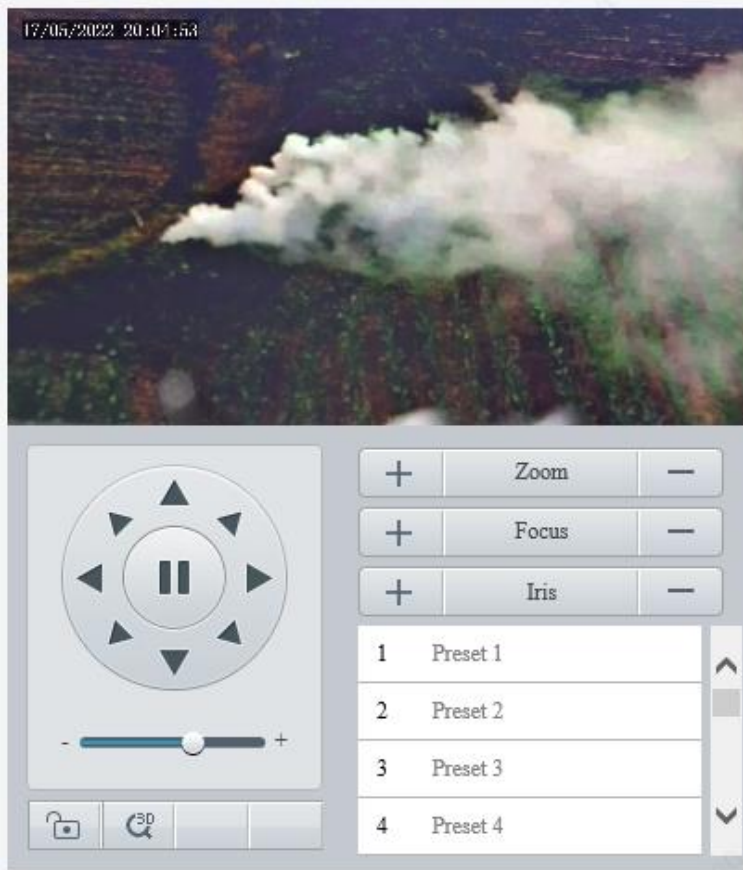 17/05/2022 20:04:53
+ Zoom —
+ Focus —
+ Iris —
- +
1 Preset 1
2 Preset 2
3 Preset 3
4 Preset 4
3D